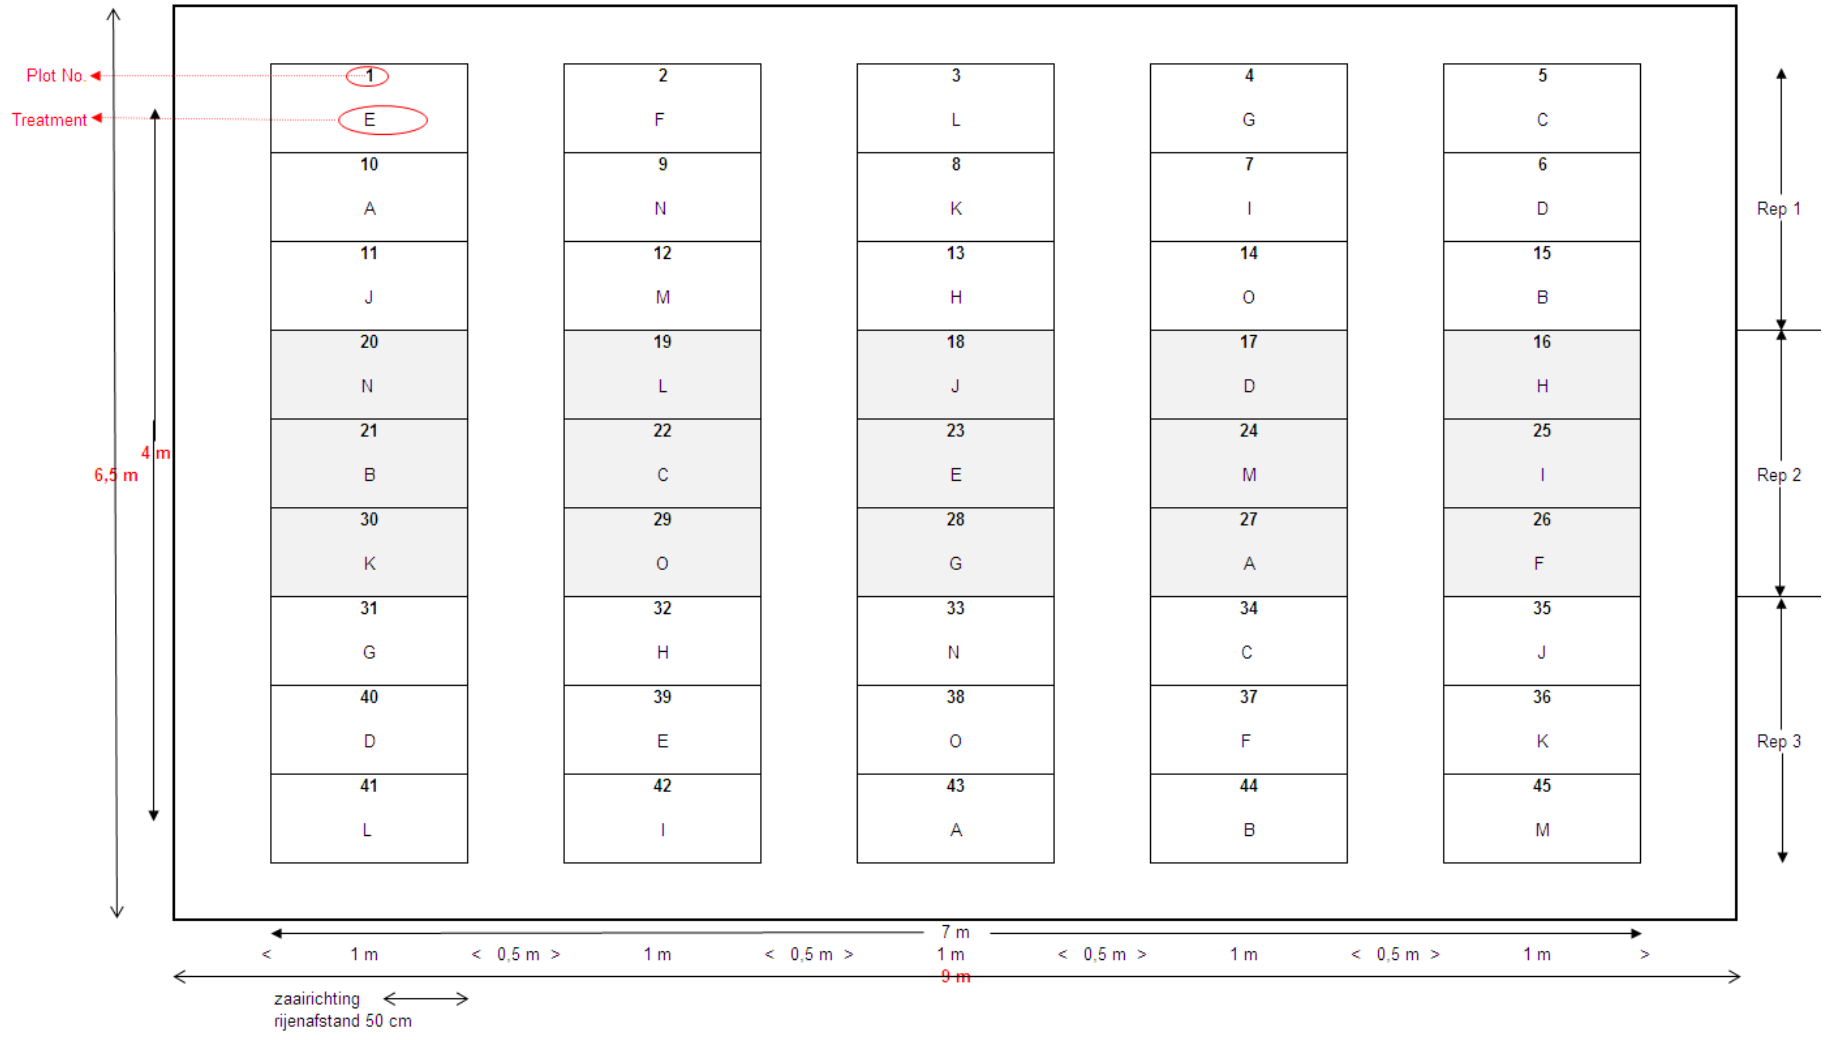 Plot No. 1 2 3 4 5
Treatment E F L G C
10 9 8 7 6
A N K I D Rep 1
11 12 13 14 15
J M H O B
20 19 18 17 16
N L J D H
21 22 23 24 25
4 m
6,5 m B C E M I Rep 2
30 29 28 27 26
K O G A F
31 32 33 34 35
G H N C J
40 39 38 37 36
D E O F K Rep 3
41 42 43 44 45
L I A B M
7 m
< 1 m < 0,5 m > 1 m < 0,5 m > 1 m < 0,5 m > 1 m < 0,5 m > 1 m >
9 m
zaairichting
rijenafstand 50 cm